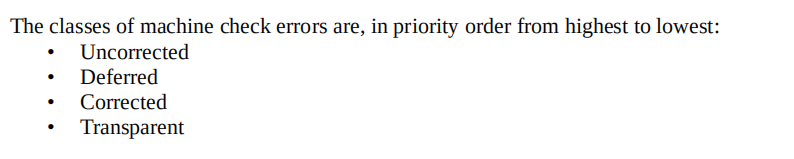 The classes of machine check errors are, in priority order from highest to lowest:
• Uncorrected
• Deferred
• Corrected
• Transparent